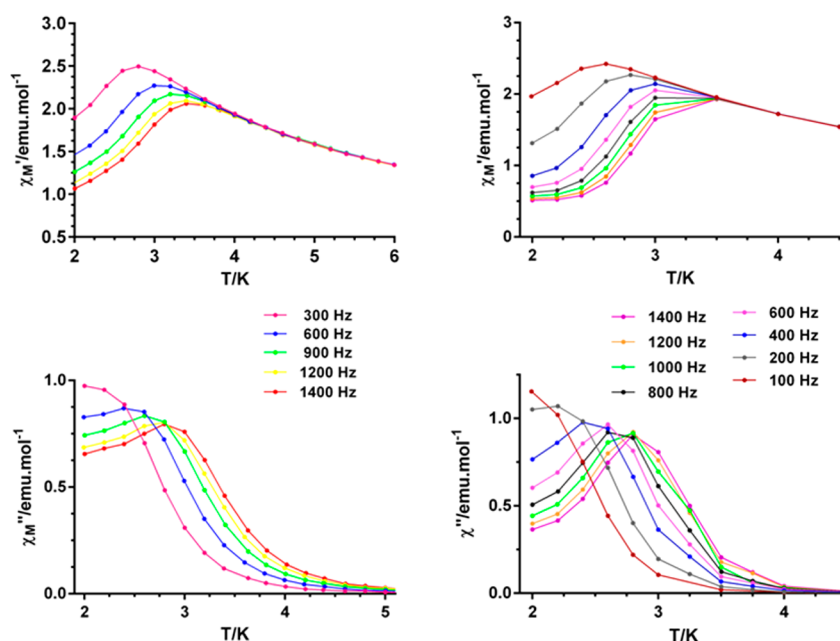 3.0
2.5
2.0
1.5
1.0
0.5
χM'/emu.mol-1
2 3 4 5 6
T/K
3
2
1
0
χM'/emu.mol-1
2 3 4
T/K
300 Hz
600 Hz
900 Hz
1200 Hz
1400 Hz
1.0
0.5
0.0
χM''/emu.mol-1
2 3 4 5
T/K
1400 Hz 600 Hz
1200 Hz 400 Hz
1000 Hz 200 Hz
800 Hz 100 Hz
1.0
0.5
0.0
χ''/emu.mol-1
2 3 4
T/K